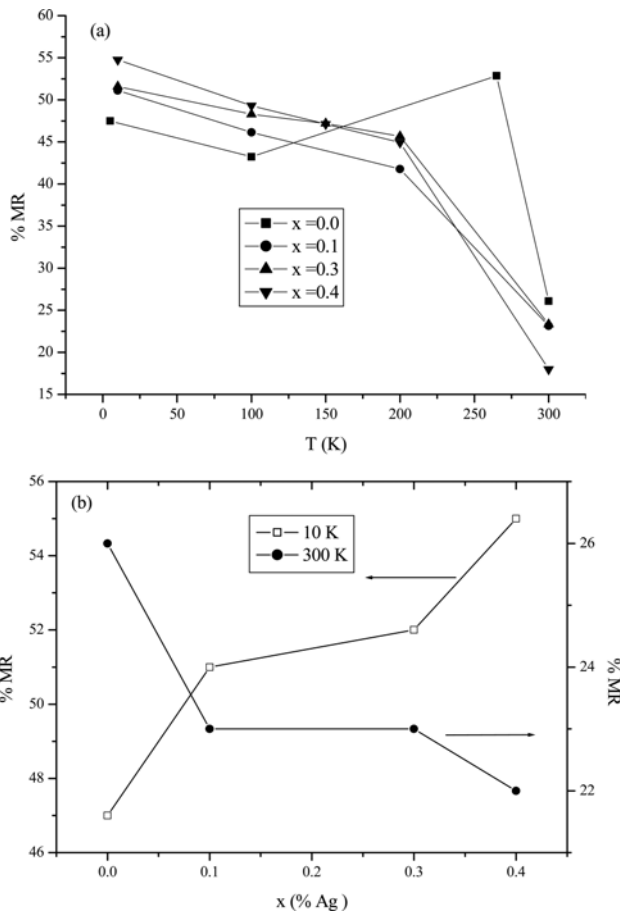 (a)
60
55
50
45
40
35
30
25
20
15
% MR
x =0.0
x =0.1
x =0.3
x =0.4
0
50
100
150
200
250
300
T (K)
(b)
56
54
52
50
48
46
% MR
10 K
300 K
26
24
22
% MR
0.0
0.1
0.2
0.3
0.4
x (% Ag )